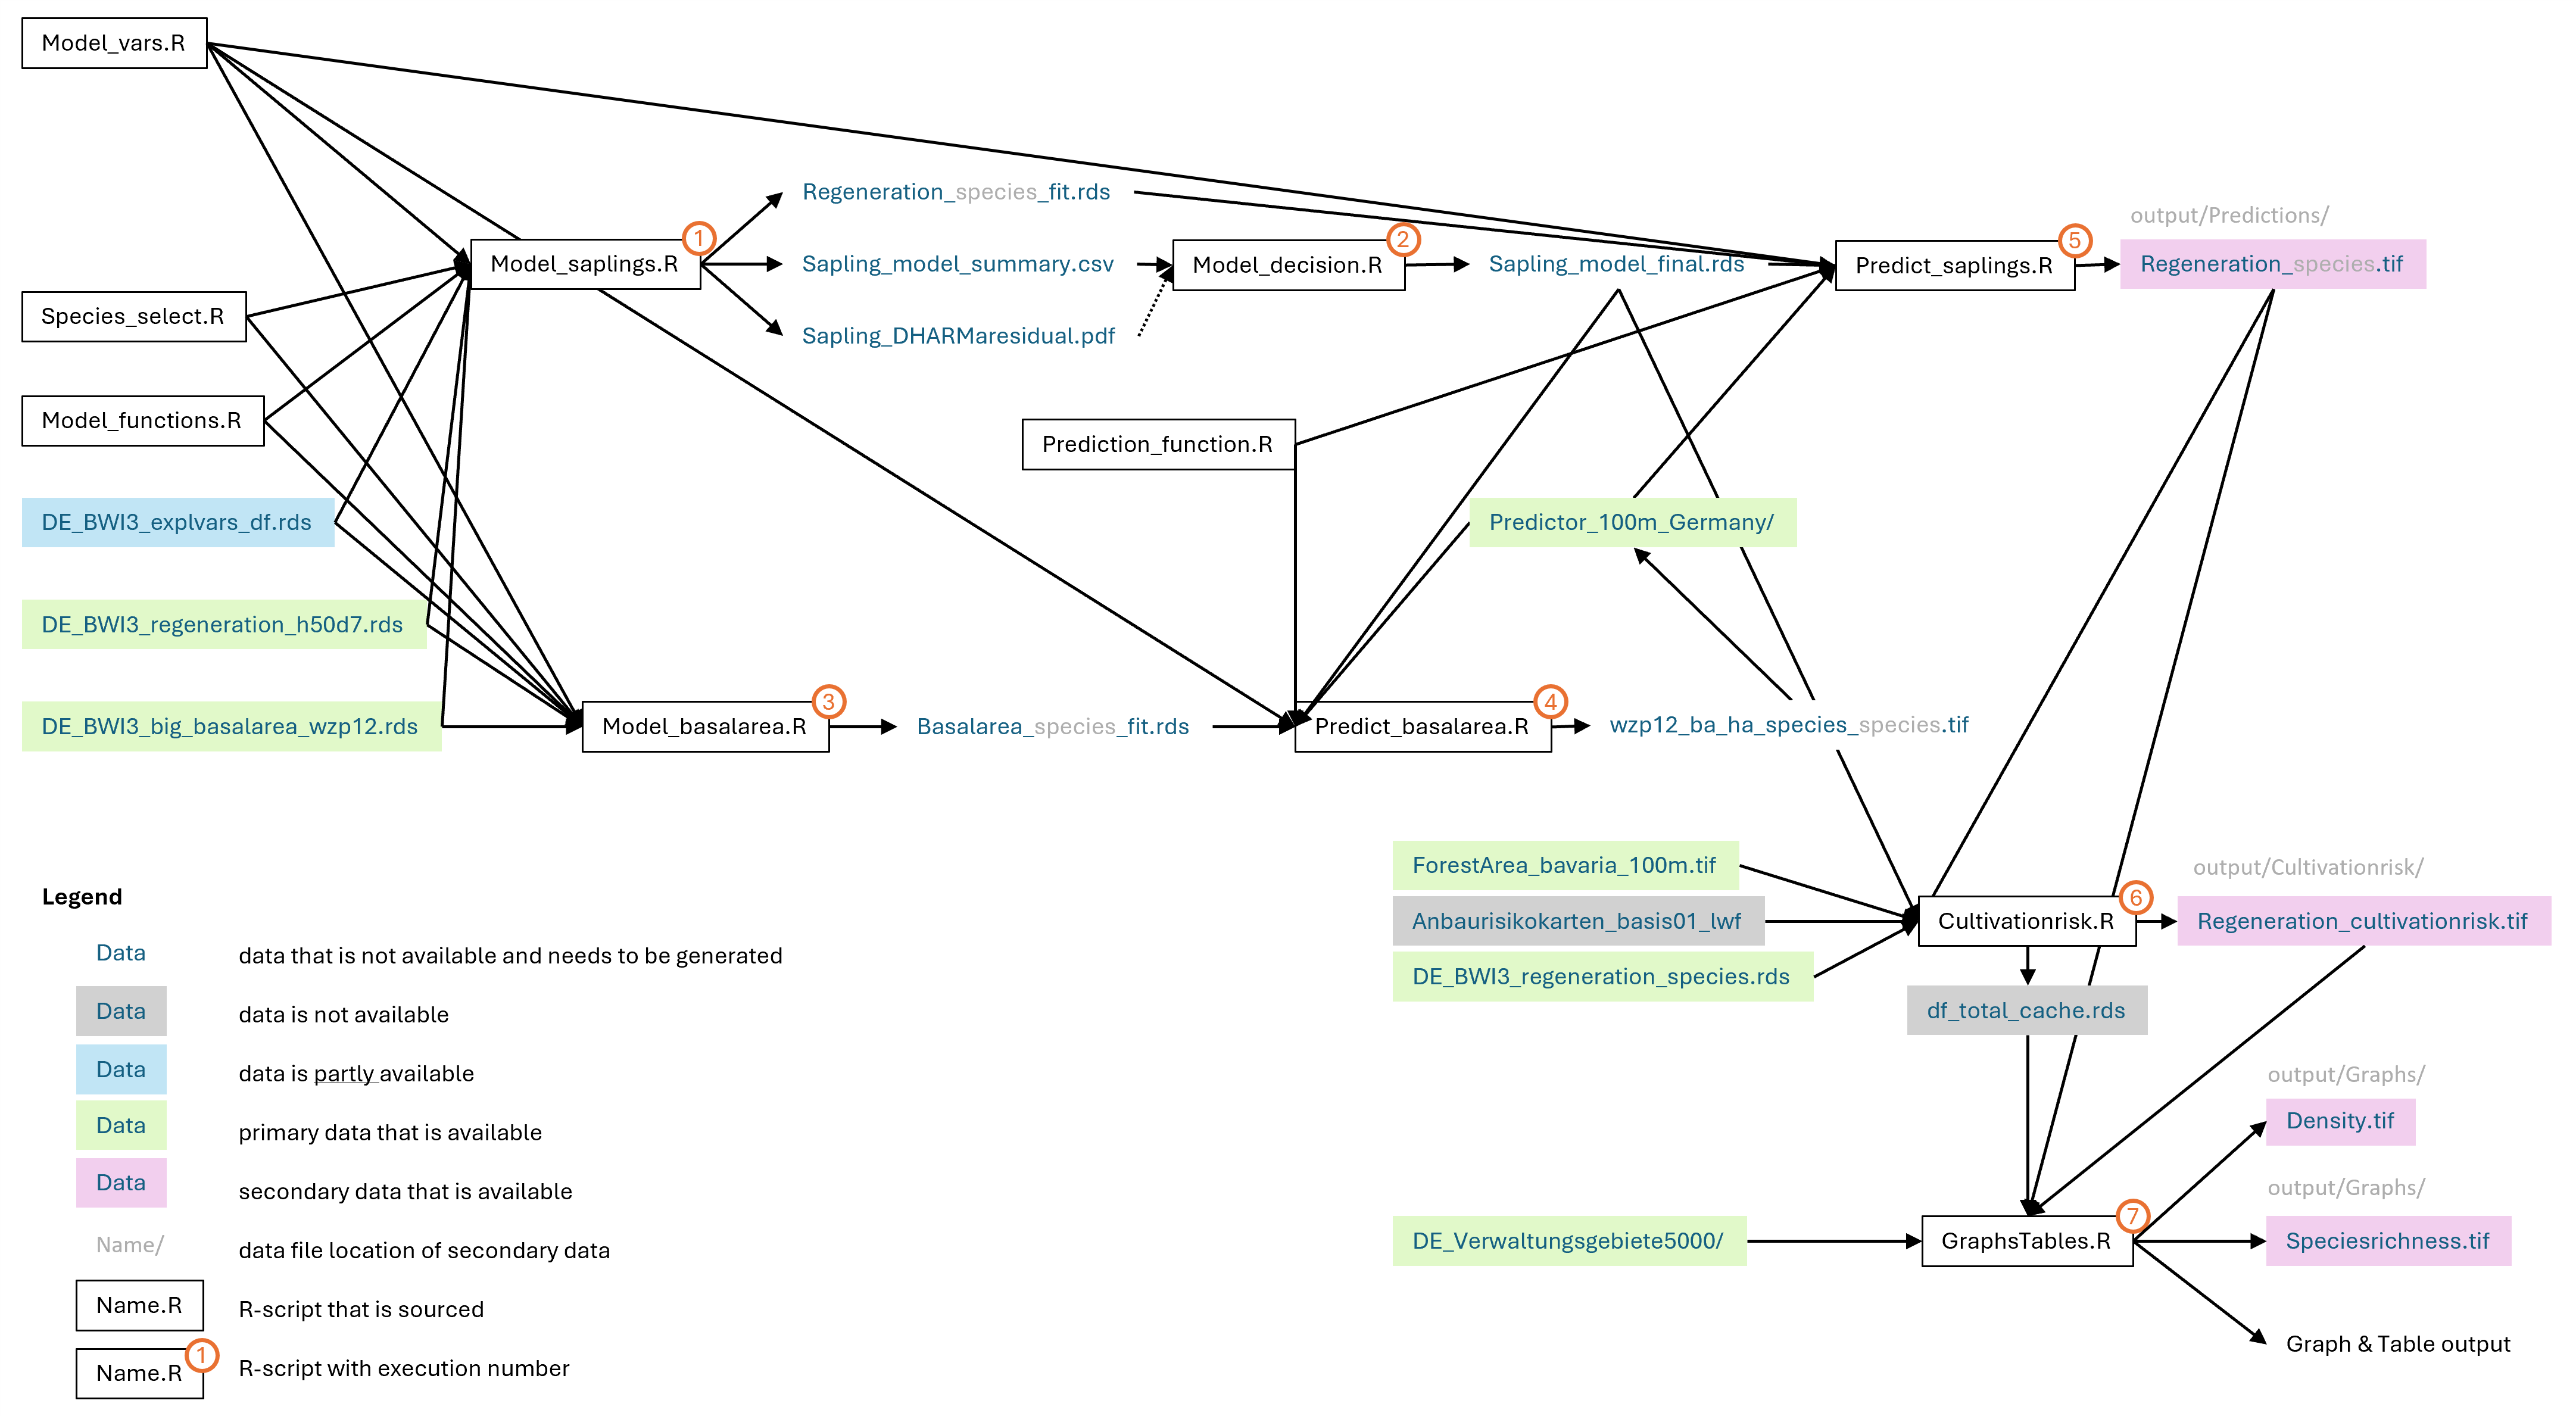 Model_vars.R
Regeneration_species_fit.rds
output/Predictions/
1
2
5
Model_saplings.R
Sapling_model_summary.csv
Model_decision.R
Sapling_model_final.rds
Predict_saplings.R
Regeneration_species.tif
Species_select.R
Sapling_DHARMaresidual.pdf
Model_functions.R
Prediction_function.R
DE_BWI3_explvars_df.rds
Predictor_100m_Germany/
DE_BWI3_regeneration_h50d7.rds
3
4
DE_BWI3_big_basalarea_wzp12.rds
Model_basalarea.R
Basalarea_species_fit.rds
Predict_basalarea.R
wzp12_ba_ha_species_species.tif
ForestArea_bavaria_100m.tif
output/Cultivationrisk/
6
Anbaurisikokarten_basis01_lwf
Cultivationrisk.R
Regeneration_cultivationrisk.tif
DE_BWI3_regeneration_species.rds
df_total_cache.rds
output/Graphs/
Density.tif
output/Graphs/
7
DE_Verwaltungsgebiete5000/
GraphsTables.R
Speciesrichness.tif
Graph & Table output
Legend
Data
data that is not available and needs to be generated
Data
data is not available
Data
data is partly available
Data
primary data that is available
Data
secondary data that is available
Name/
data file location of secondary data
Name.R
R-script that is sourced
1
Name.R
R-script with execution number